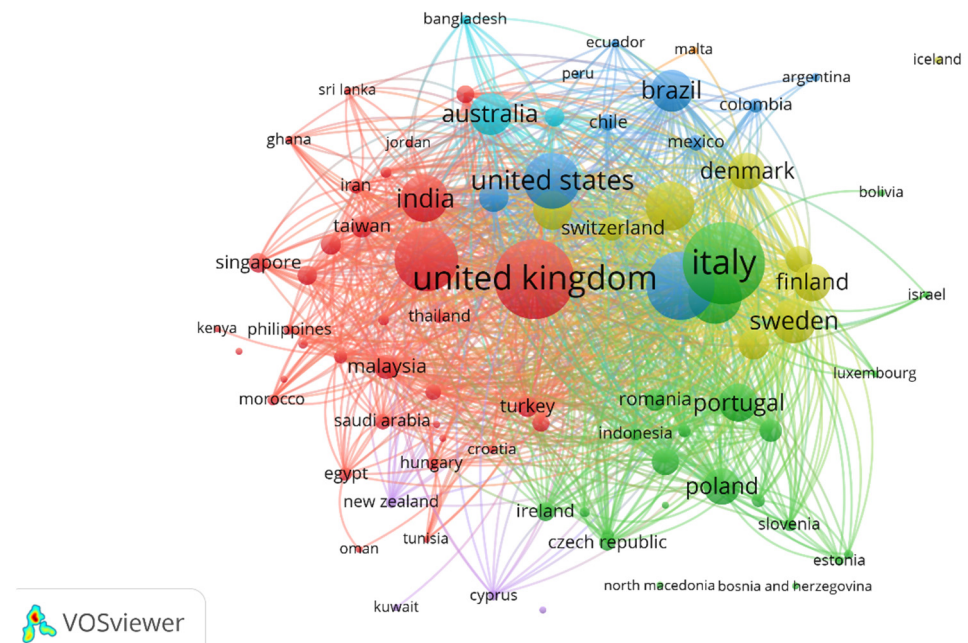 bangladesh
ecuador
malta
iceland
peru
argentina
sri lanka
brazil
colombia
australia
chile
ghana
jordan
mexico
denmark
iran
united states
india
bolivia
taiwan
switzerland
singapore
italy
united kingdom
finland
israel
kenya
philippines
thailand
sweden
malaysia
luxembourg
morocco
romania
portugal
turkey
saudi arabia
indonesia
croatia
hungary
egypt
poland
new zealand
ireland
slovenia
tunisia
czech republic
oman
estonia
north macedonia
bosnia and herzegovina
kuwait
cyprus
VOSviewer